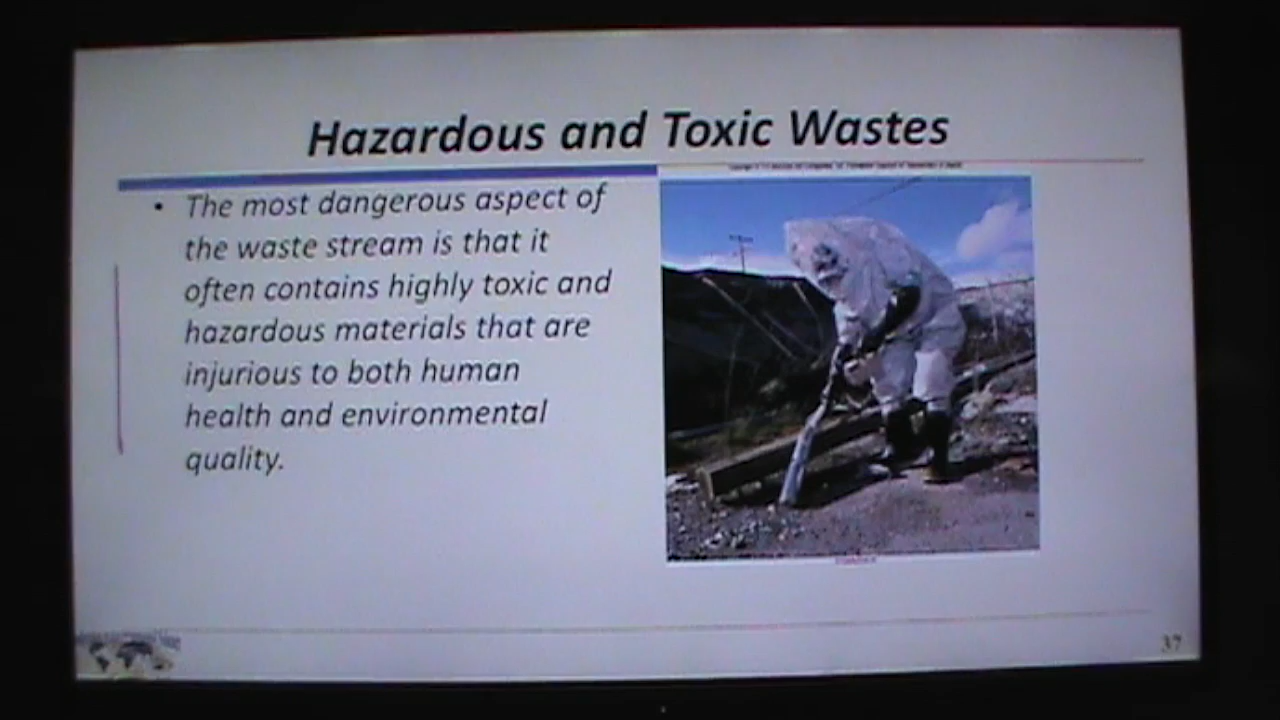 Hazardous and Toxic Wastes
• The most dangerous aspect of
the waste stream is that it
often contains highly toxic and
hazardous materials that are
injurious to both human
health and environmental
quality.
37